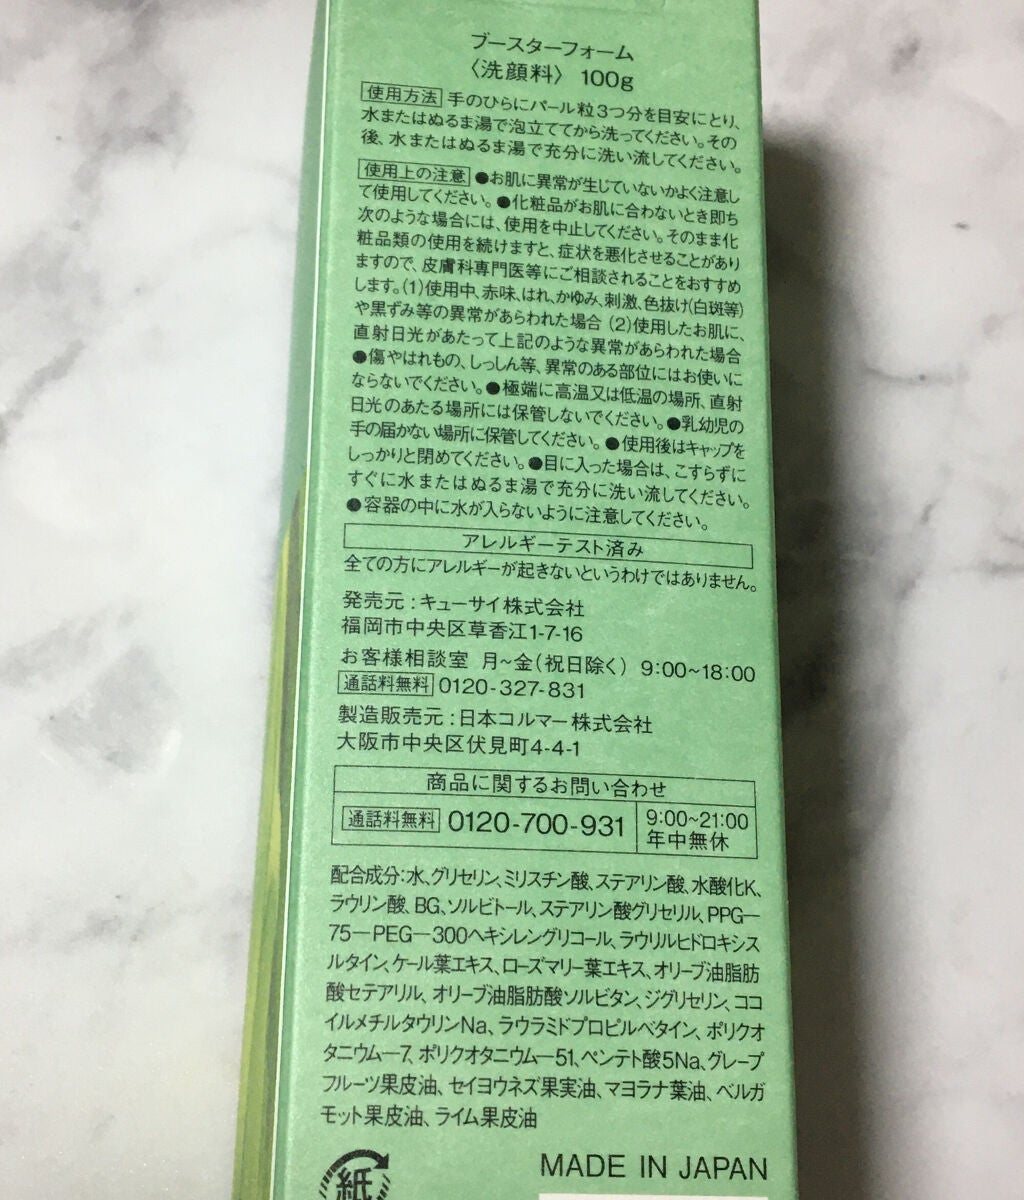 ブースターフォーム
〈洗顔料〉 100g
使用方法 手のひらにパール粒3つ分を目安にとり、
水またはぬるま湯で泡立ててから洗ってください。その
後、水またはぬるま湯で充分に洗い流してください。
使用上の注意 ●お肌に異常が生じていないかよく注意し
て使用してください。●化粧品がお肌に合わないとき即ち
次のような場合には、使用を中止してください。そのまま化
粧品類の使用を続けますと、症状を悪化させることがあり
ますので、皮膚科専門医等にご相談されることをおすすめ
します。(1)使用中、赤味、はれ、かゆみ、刺激、色抜け(白斑等)
や黒ずみ等の異常があらわれた場合 (2)使用したお肌に、
直射日光があたって上記のような異常があらわれた場合
●傷やはれもの、しっしん等、異常のある部位にはお使いに
ならないでください。●極端に高温又は低温の場所、直射
日光のあたる場所には保管しないでください。●乳幼児の
手の届かない場所に保管してください。●使用後はキャップを
しっかりと閉めてください。●目に入った場合は、こすらずに
すぐに水またはぬるま湯で充分に洗い流してください。
●容器の中に水が入らないように注意してください。
アレルギーテスト済み
全ての方にアレルギーが起きないというわけではありません。
発売元:キューサイ株式会社
福岡市中央区草香江1-7-16
お客様相談室 月~金(祝日除く) 9:00~18:00
通話料無料 0120-327-831
製造販売元:日本コルマー株式会社
大阪市中央区伏見町4-4-1
商品に関するお問い合わせ
通話料無料 0120-700-931 9:00~21:00
年中無休
配合成分:水、グリセリン、ミリスチン酸、ステアリン酸、水酸化K、
ラウリン酸、BG、ソルビトール、ステアリン酸グリセリル、PPG―
75―PEG―300ヘキシレングリコール、ラウリルヒドロキシス
ルタイン、ケール葉エキス、ローズマリー葉エキス、オリーブ油脂肪
酸セテアリル、オリーブ油脂肪酸ソルビタン、ジグリセリン、ココ
イルメチルタウリンNa、ラウラミドプロピルベタイン、ポリクオ
タニウム―7、ポリクオタニウム―51、ペンテト酸5Na、グレープ
フルーツ果皮油、セイヨウネズ果実油、マヨラナ葉油、ベルガ
モット果皮油、ライム果皮油
紙
MADE IN JAPAN